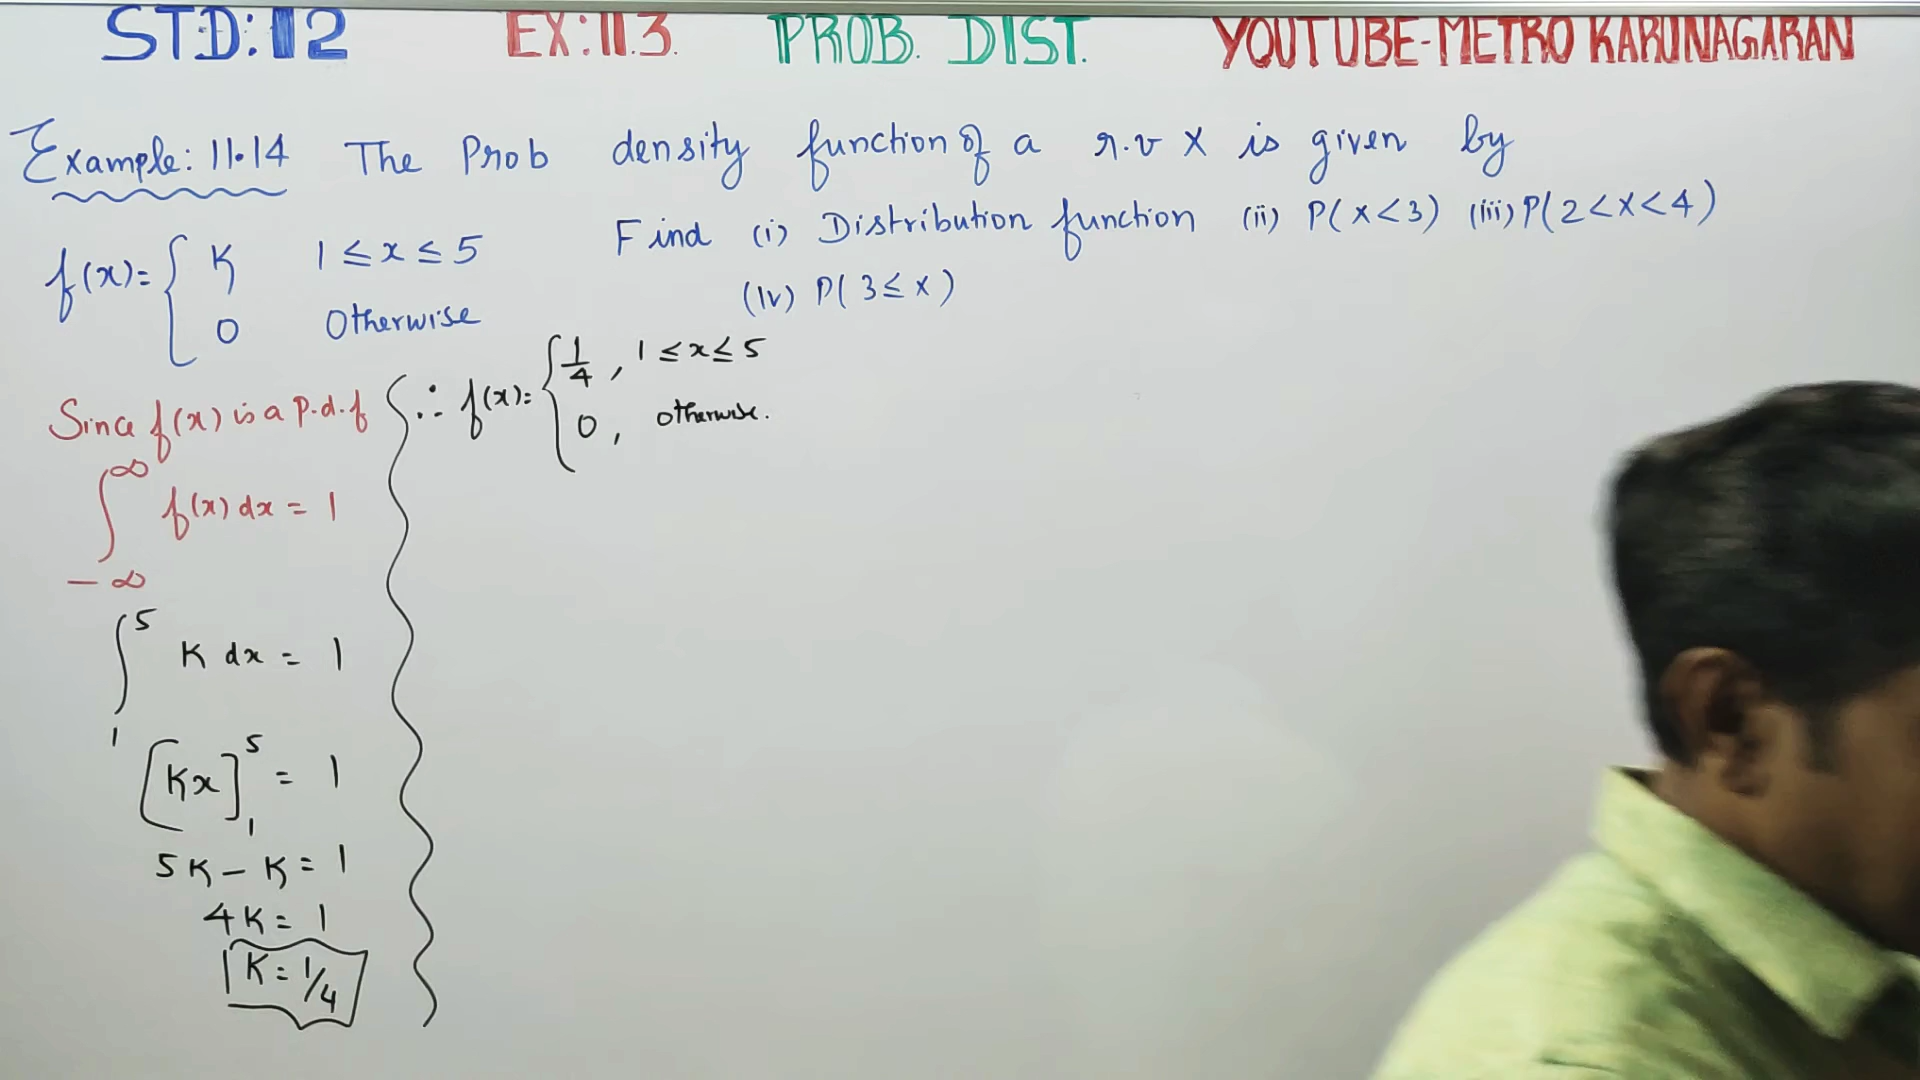 STD: 12 EX: 11.3. PROB. DIST. YOUTUBE-METRO KARUNAGARAN
Example: 11.14 The Prob density function of a r.v X is given by
f(x) = { K 1 ≤ x ≤ 5
0 Otherwise
Find (i) Distribution function (ii) P(x<3) (iii) P(2<x<4)
(iv) P(3≤x)
Since f(x) is a p.d.f
∫_{-∞}^{∞} f(x) dx = 1
∫_1^5 K dx = 1
[Kx]_1^5 = 1
5K - K = 1
4K = 1
K = 1/4
∴ f(x) = { 1/4, 1 ≤ x ≤ 5
0, otherwise.